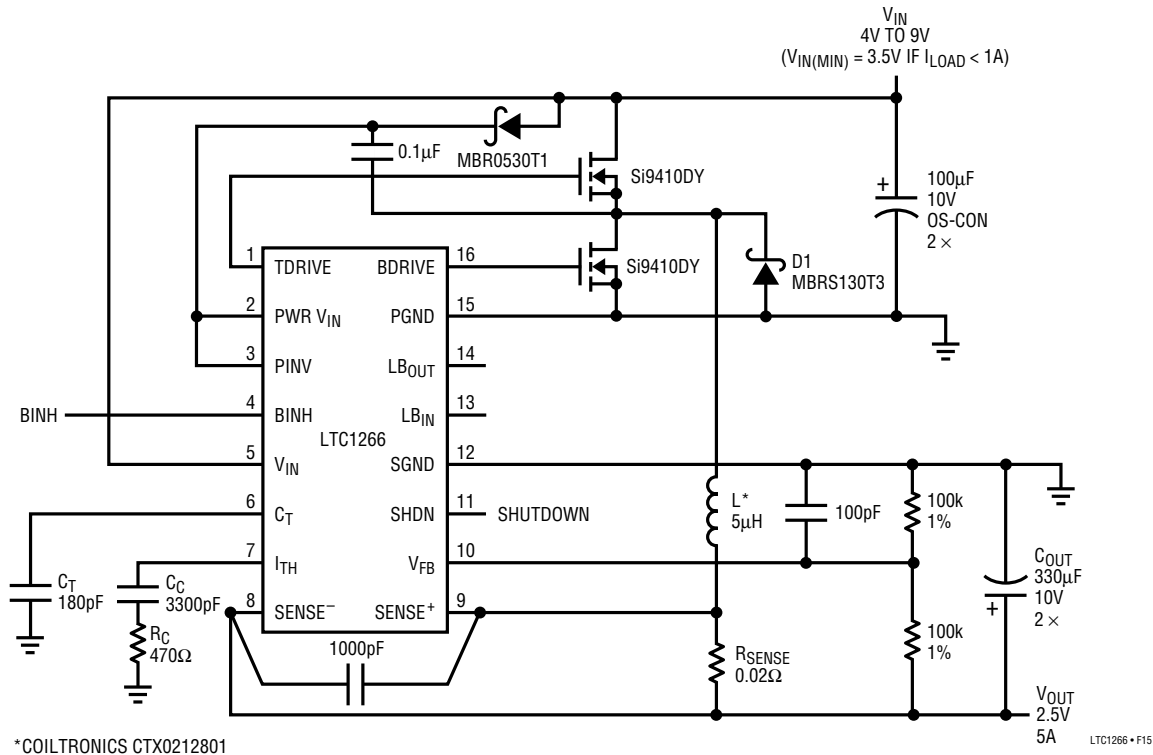 V_IN
4V TO 9V
(V_IN(MIN) = 3.5V IF I_LOAD < 1A)
0.1µF
MBR0530T1
Si9410DY
+
100µF
10V
OS-CON
2 ×
1
TDRIVE
BDRIVE
16
Si9410DY
D1
MBRS130T3
2
PWR V_IN
PGND
15
3
PINV
LB_OUT
14
BINH
4
BINH
LB_IN
13
LTC1266
5
V_IN
SGND
12
6
C_T
SHDN
11
SHUTDOWN
L*
5µH
100pF
100k
1%
7
I_TH
V_FB
10
C_T
180pF
C_C
3300pF
C_OUT
330µF
10V
2 ×
+
8
SENSE⁻
SENSE⁺
9
R_C
470Ω
1000pF
R_SENSE
0.02Ω
100k
1%
V_OUT
2.5V
5A
*COILTRONICS CTX0212801
LTC1266 • F15